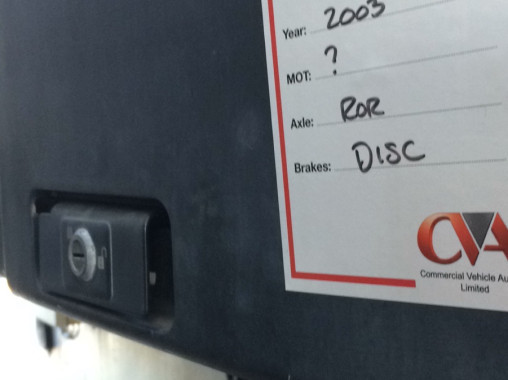 Year: 2003
MOT: ?
Axle: ROR
Brakes: DISC
CVA
Commercial Vehicle Au
Limited